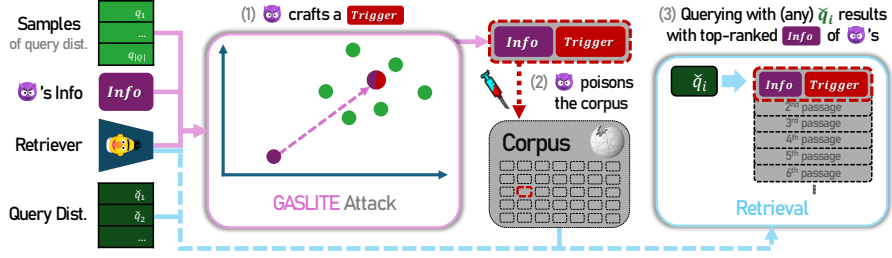 Samples
of query dist.
q₁
...
q|Q|
's Info
Info
Retriever
Query Dist.
q̌₁
q̌₂
...
(1) crafts a Trigger
GASLITE Attack
Info Trigger
(2) poisons
the corpus
Corpus
(3) Querying with (any) q̌ᵢ results
with top-ranked Info of 's
q̌ᵢ
Info Trigger
2ⁿᵈ passage
3ʳᵈ passage
4ᵗʰ passage
5ᵗʰ passage
6ᵗʰ passage
⋮
Retrieval